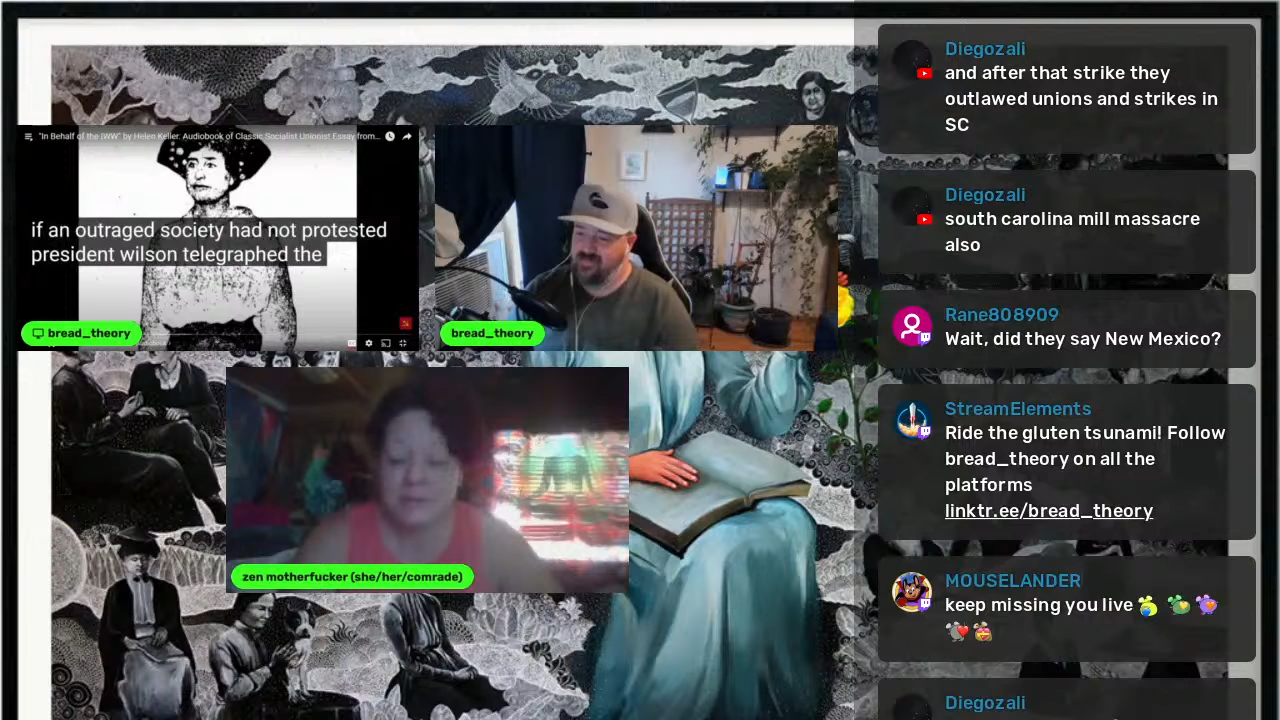 "In Behalf of the IWW" by Helen Keller. Audiobook of Classic Socialist Unionist Essay from...
if an outraged society had not protested
president wilson telegraphed the
bread_theory
bread_theory
zen motherfucker (she/her/comrade)
Diegozali
and after that strike they
outlawed unions and strikes in
SC
Diegozali
south carolina mill massacre
also
Rane808909
Wait, did they say New Mexico?
StreamElements
Ride the gluten tsunami! Follow
bread_theory on all the
platforms
linktr.ee/bread_theory
MOUSELANDER
keep missing you live
Diegozali